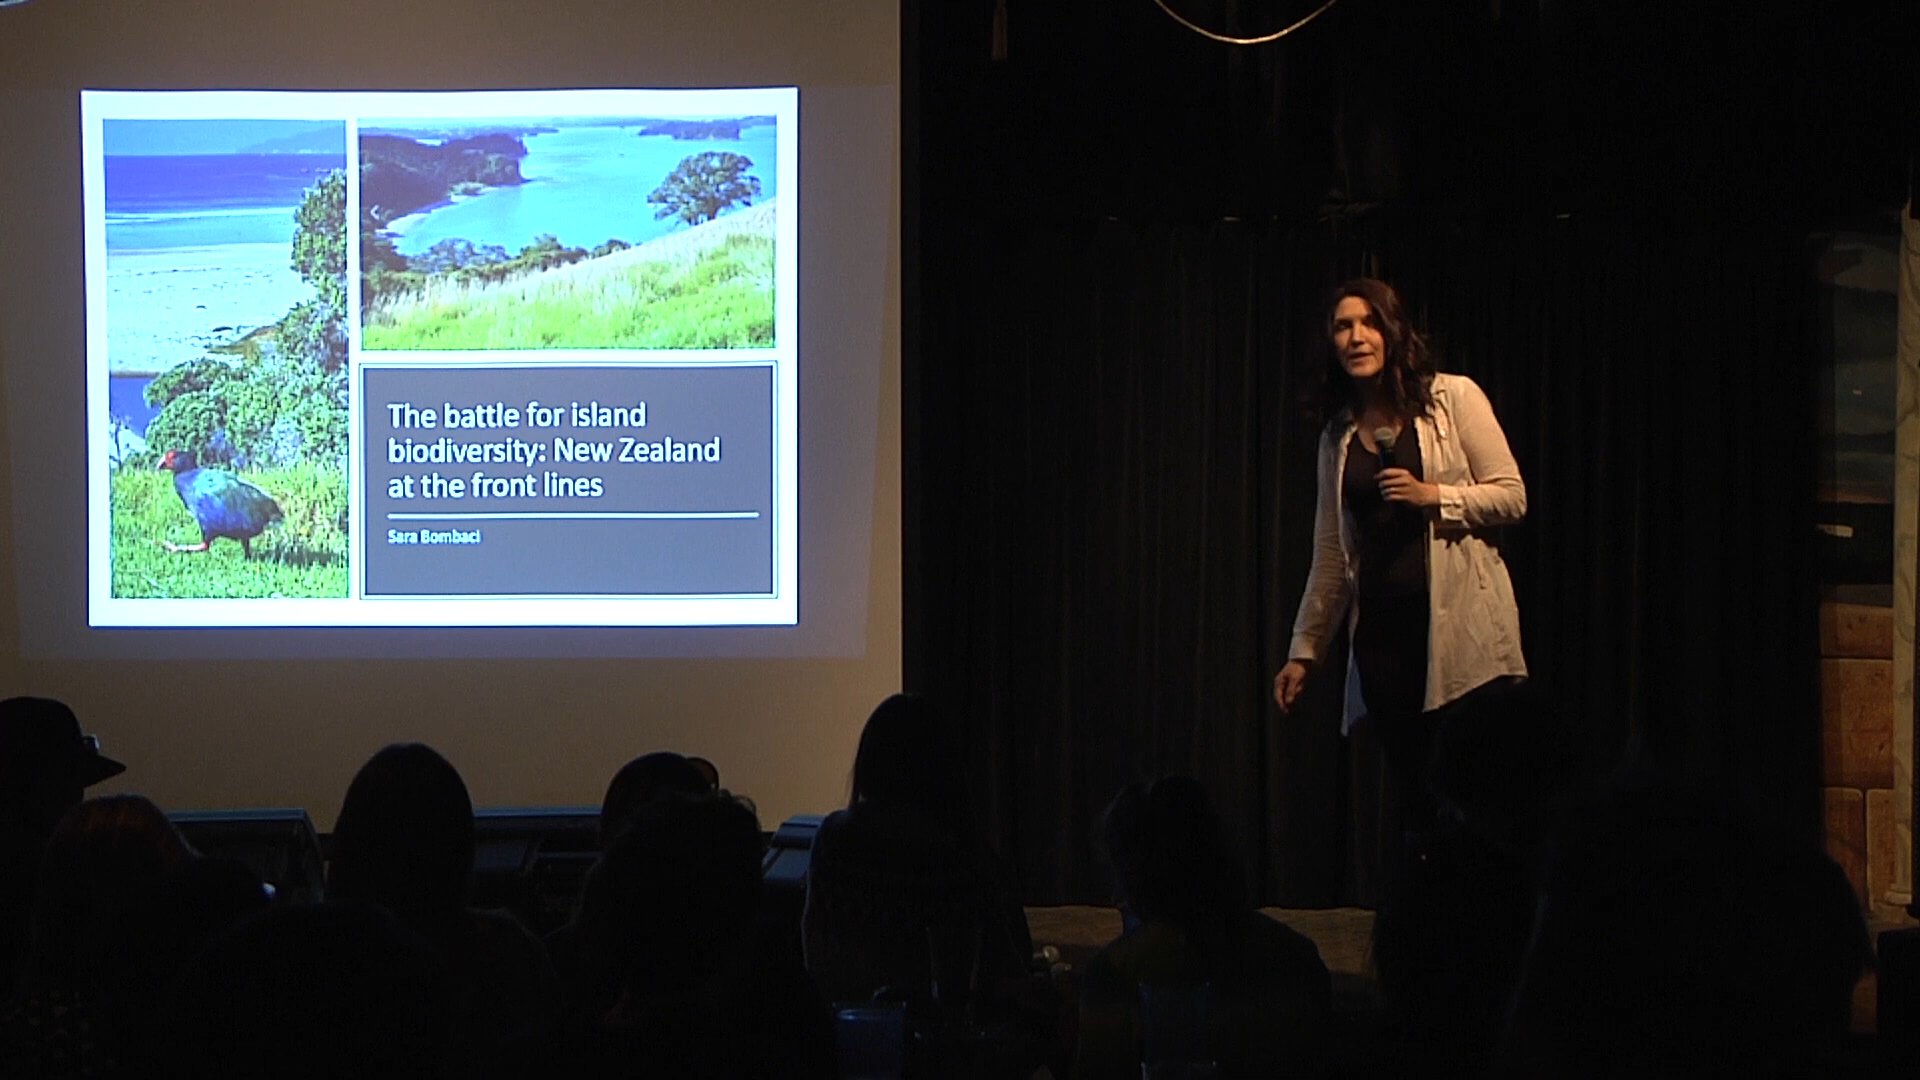 The battle for island
biodiversity: New Zealand
at the front lines
Sara Bombaci